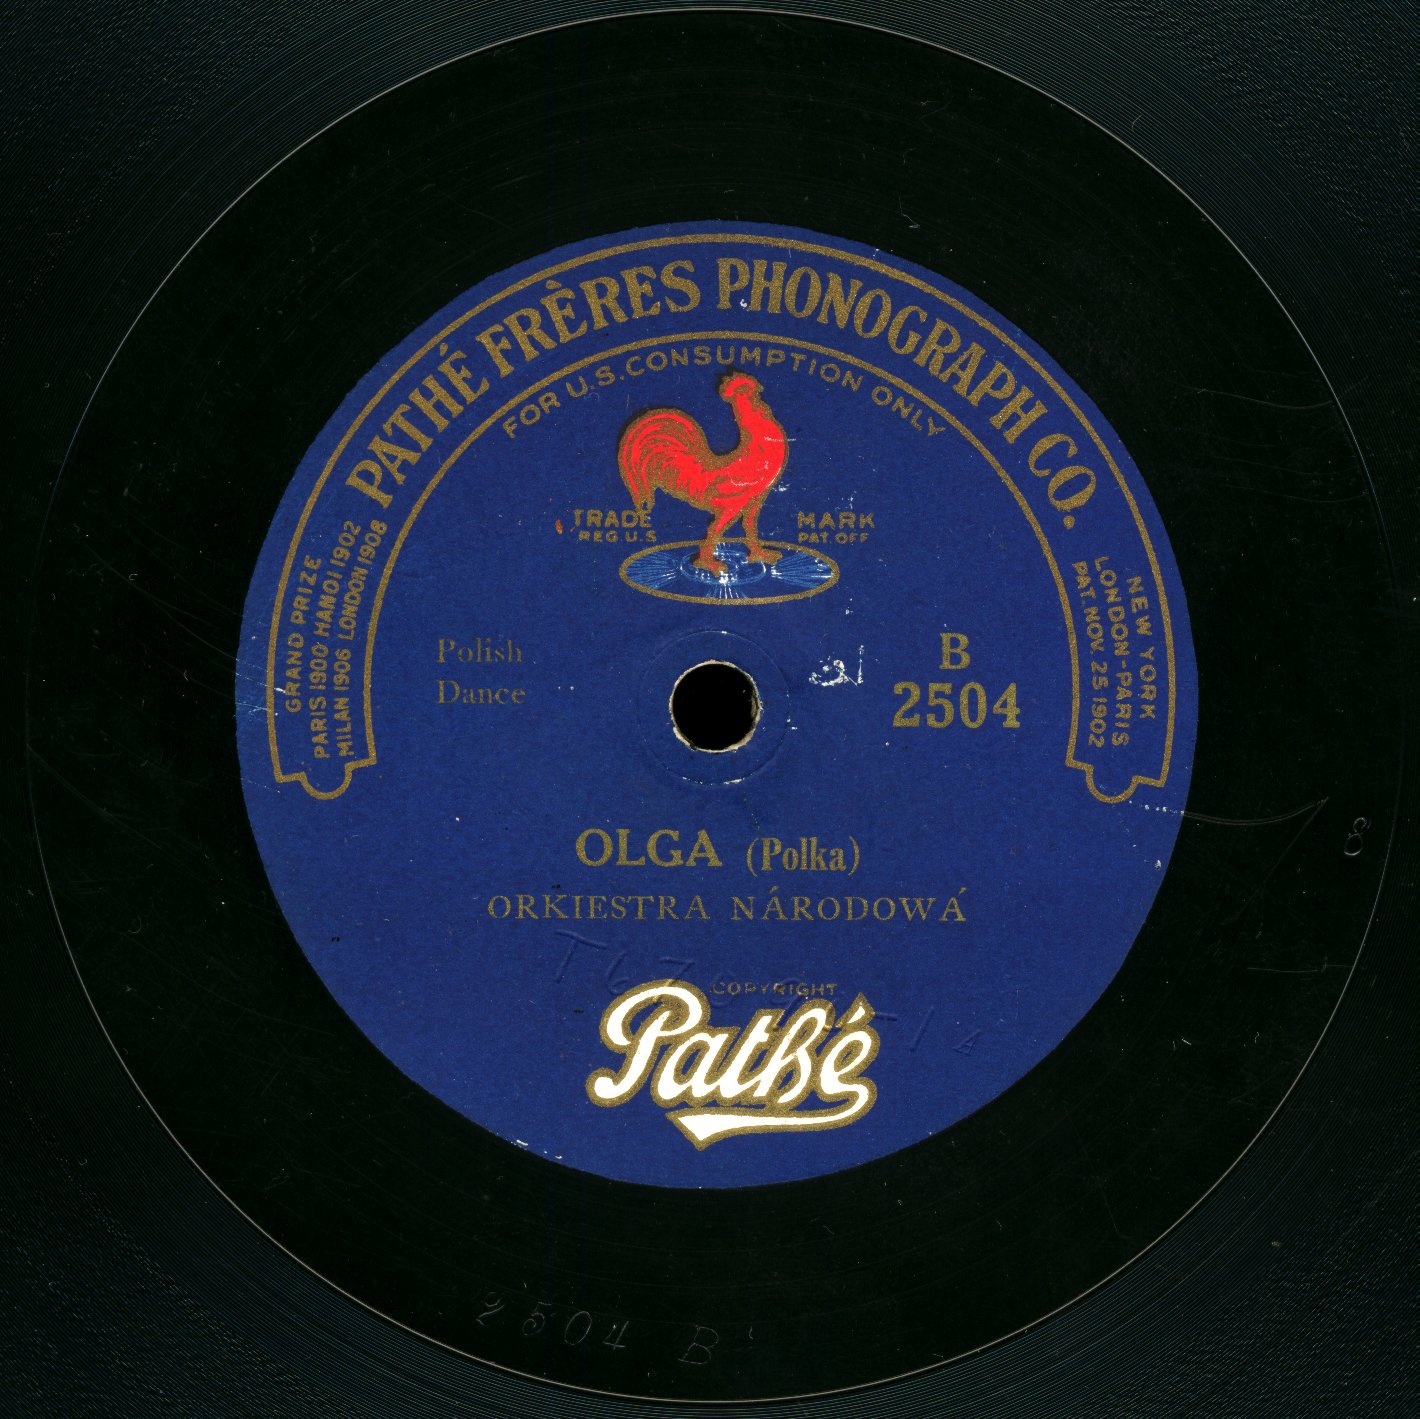 PATHÉ FRÈRES PHONOGRAPH CO.
FOR U.S. CONSUMPTION ONLY
TRADE MARK
REG. U.S. PAT. OFF
GRAND PRIZE
PARIS 1900 HANOI 1902
MILAN 1906 LONDON 1908
NEW YORK
LONDON-PARIS
PAT. NOV. 25 1902
Polish
Dance
B
2504
OLGA (Polka)
ORKIESTRA NÁRODOWÁ
COPYRIGHT
Pathé
8
2504 B